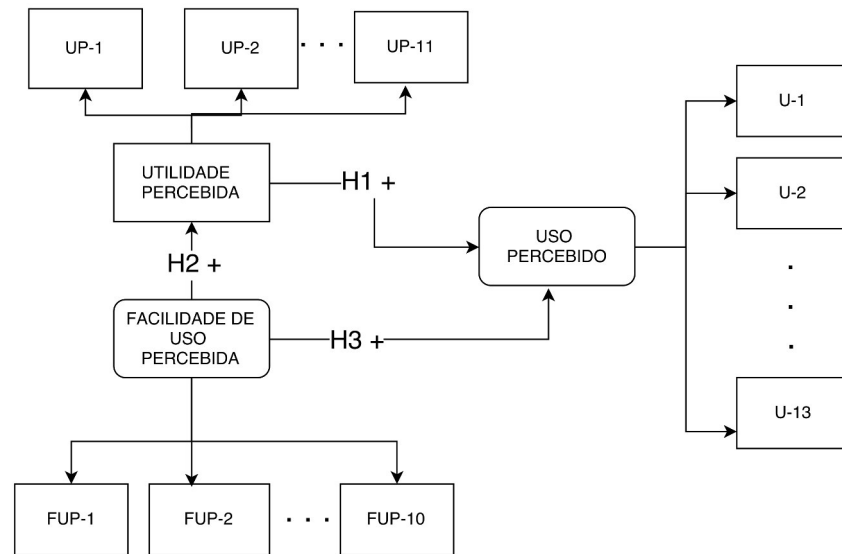 UP-1
UP-2
. . .
UP-11
U-1
UTILIDADE
PERCEBIDA
H1 +
U-2
USO
PERCEBIDO
H2 +
.
.
.
FACILIDADE DE
USO
PERCEBIDA
H3 +
U-13
FUP-1
FUP-2
. . .
FUP-10